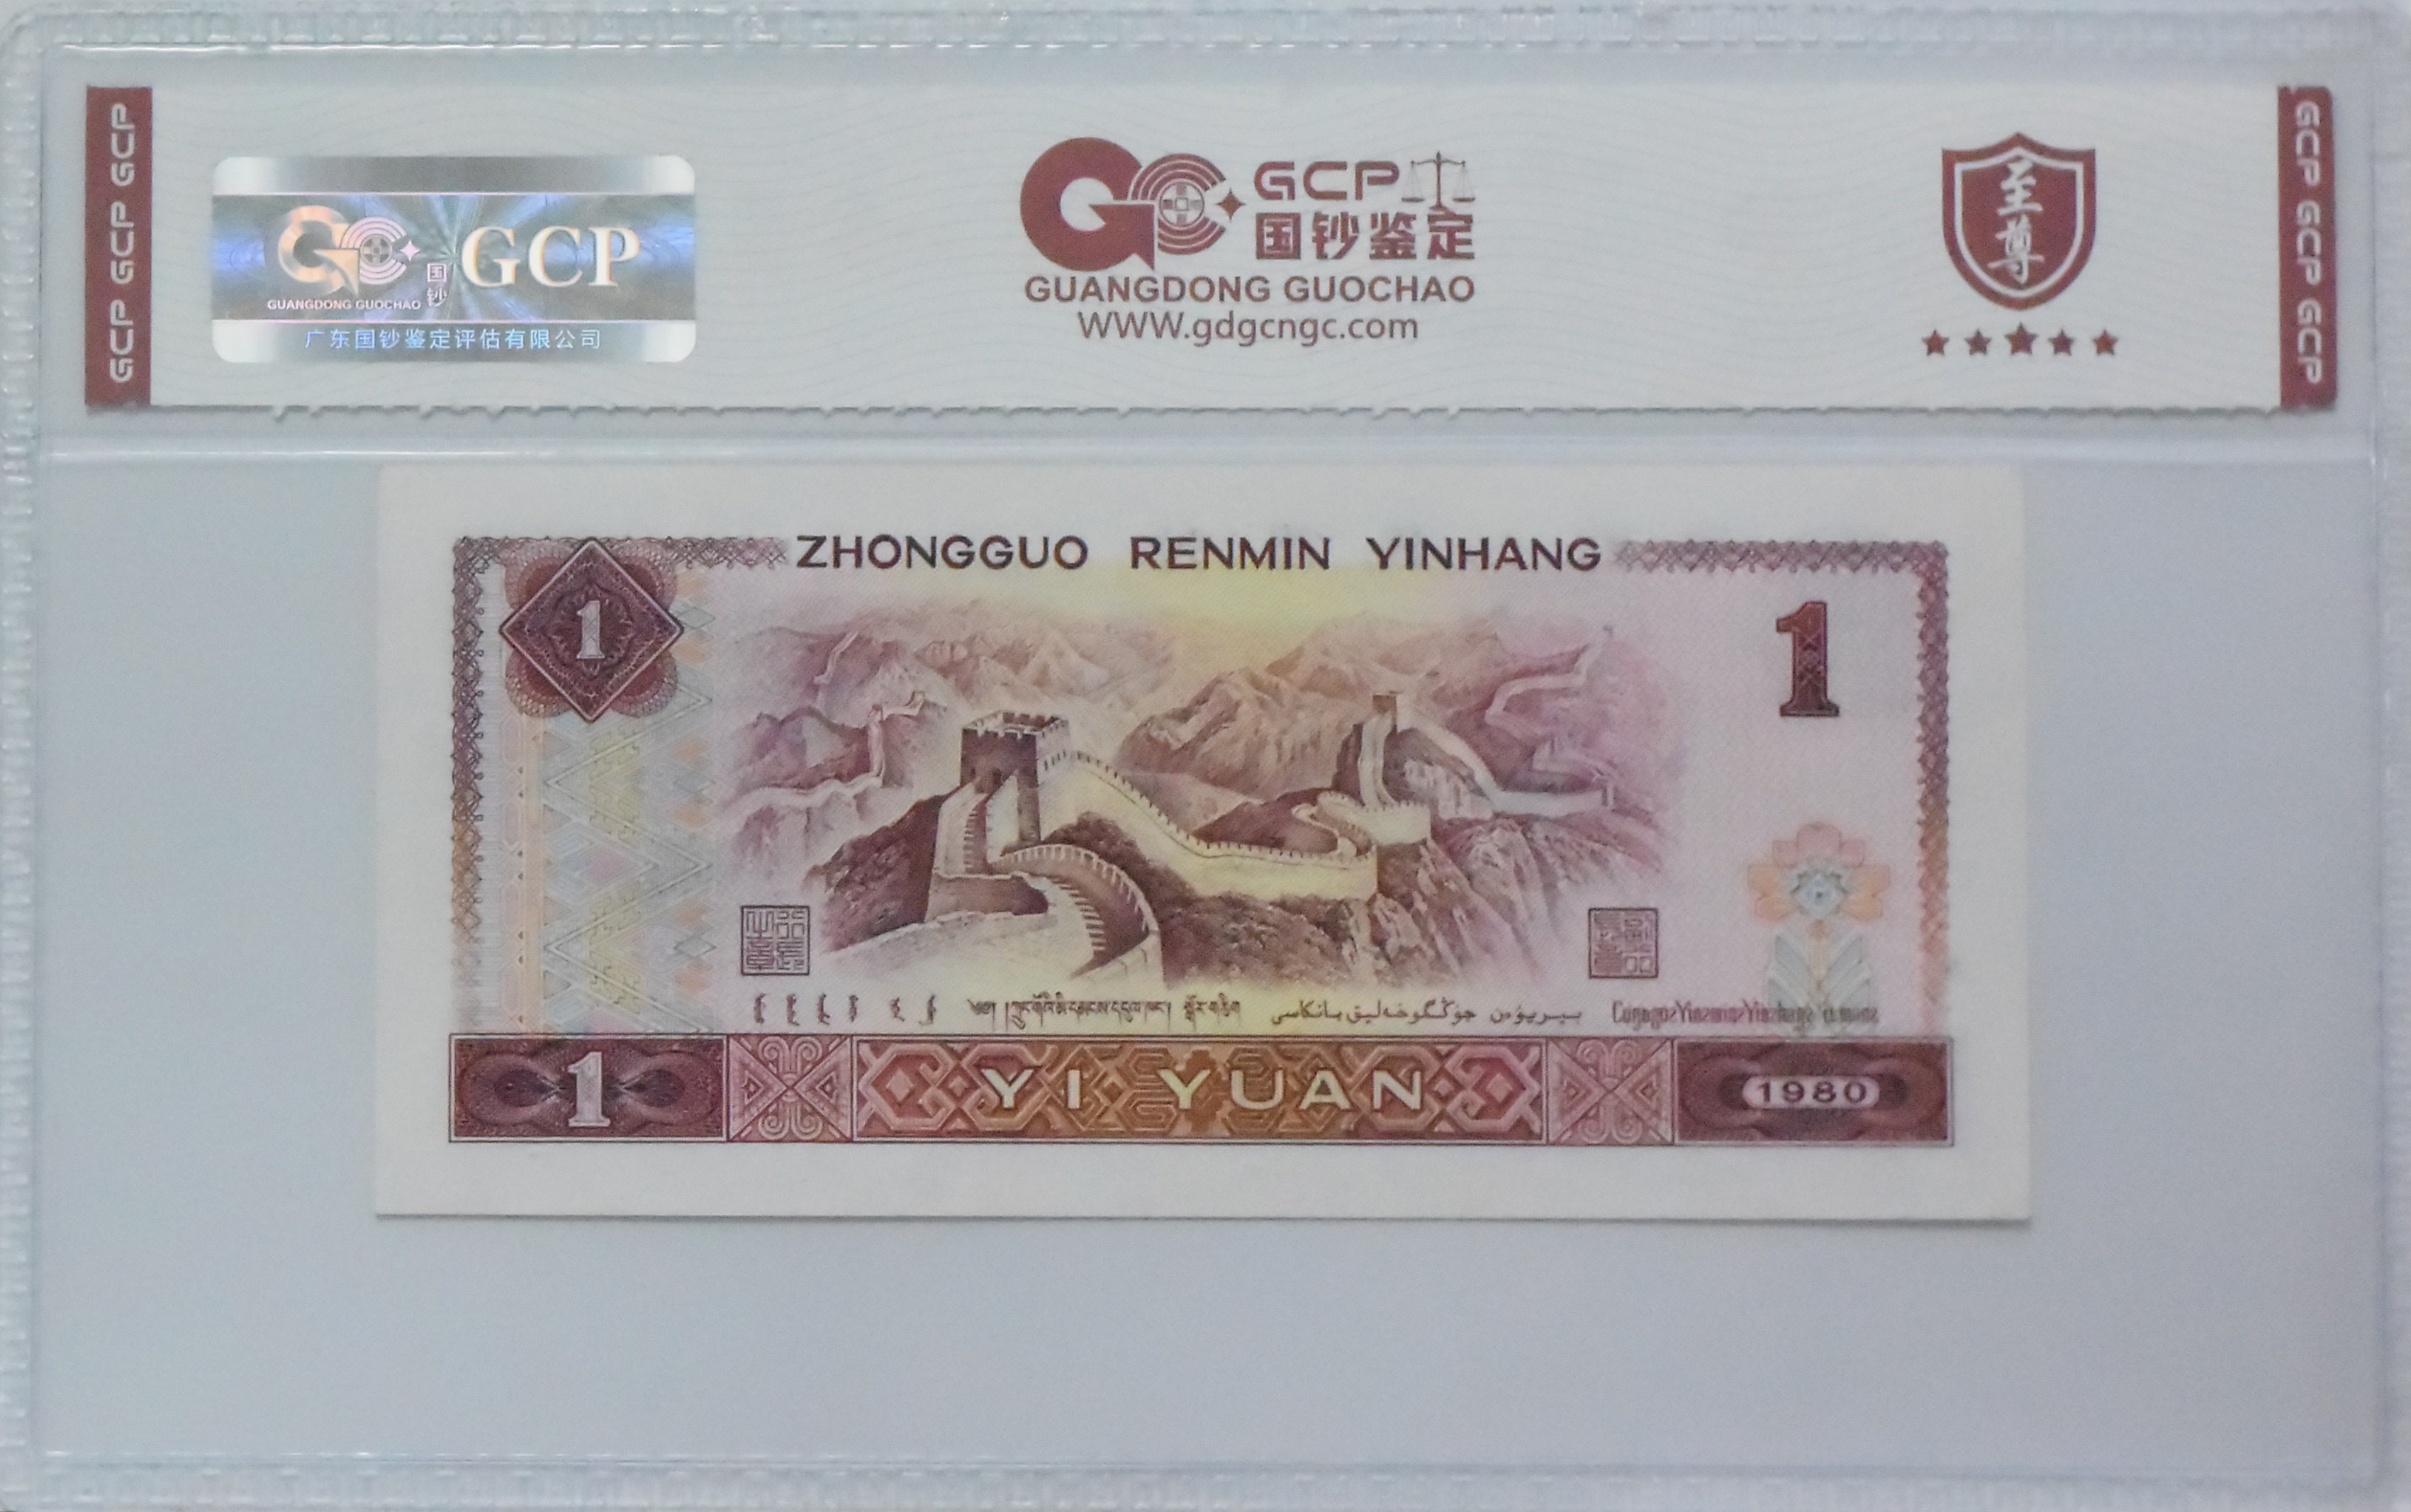 GCP GCP GCP
GCP
国钞
GUANGDONG GUOCHAO
广东国钞鉴定评估有限公司
GCP
国钞鉴定
GUANGDONG GUOCHAO
WWW.gdgcngc.com
至尊
GCP GCP GCP
ZHONGGUO RENMIN YINHANG
1
1
1
YI YUAN
1980